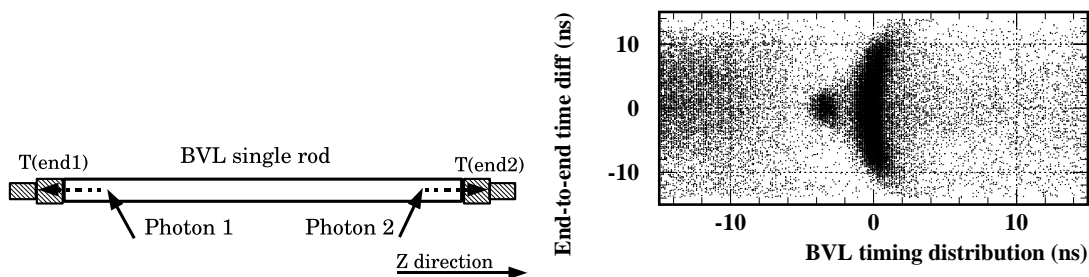 T(end1)
BVL single rod
T(end2)
Photon 1
Photon 2
Z direction
End-to-end time diff (ns)
10
0
-10
-10
0
10
BVL timing distribution (ns)